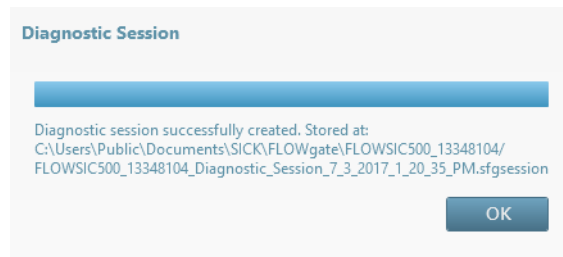 Diagnostic Session
Diagnostic session successfully created. Stored at:
C:\Users\Public\Documents\SICK\FLOWgate\FLOWSIC500_13348104/
FLOWSIC500_13348104_Diagnostic_Session_7_3_2017_1_20_35_PM.sfgsession
OK